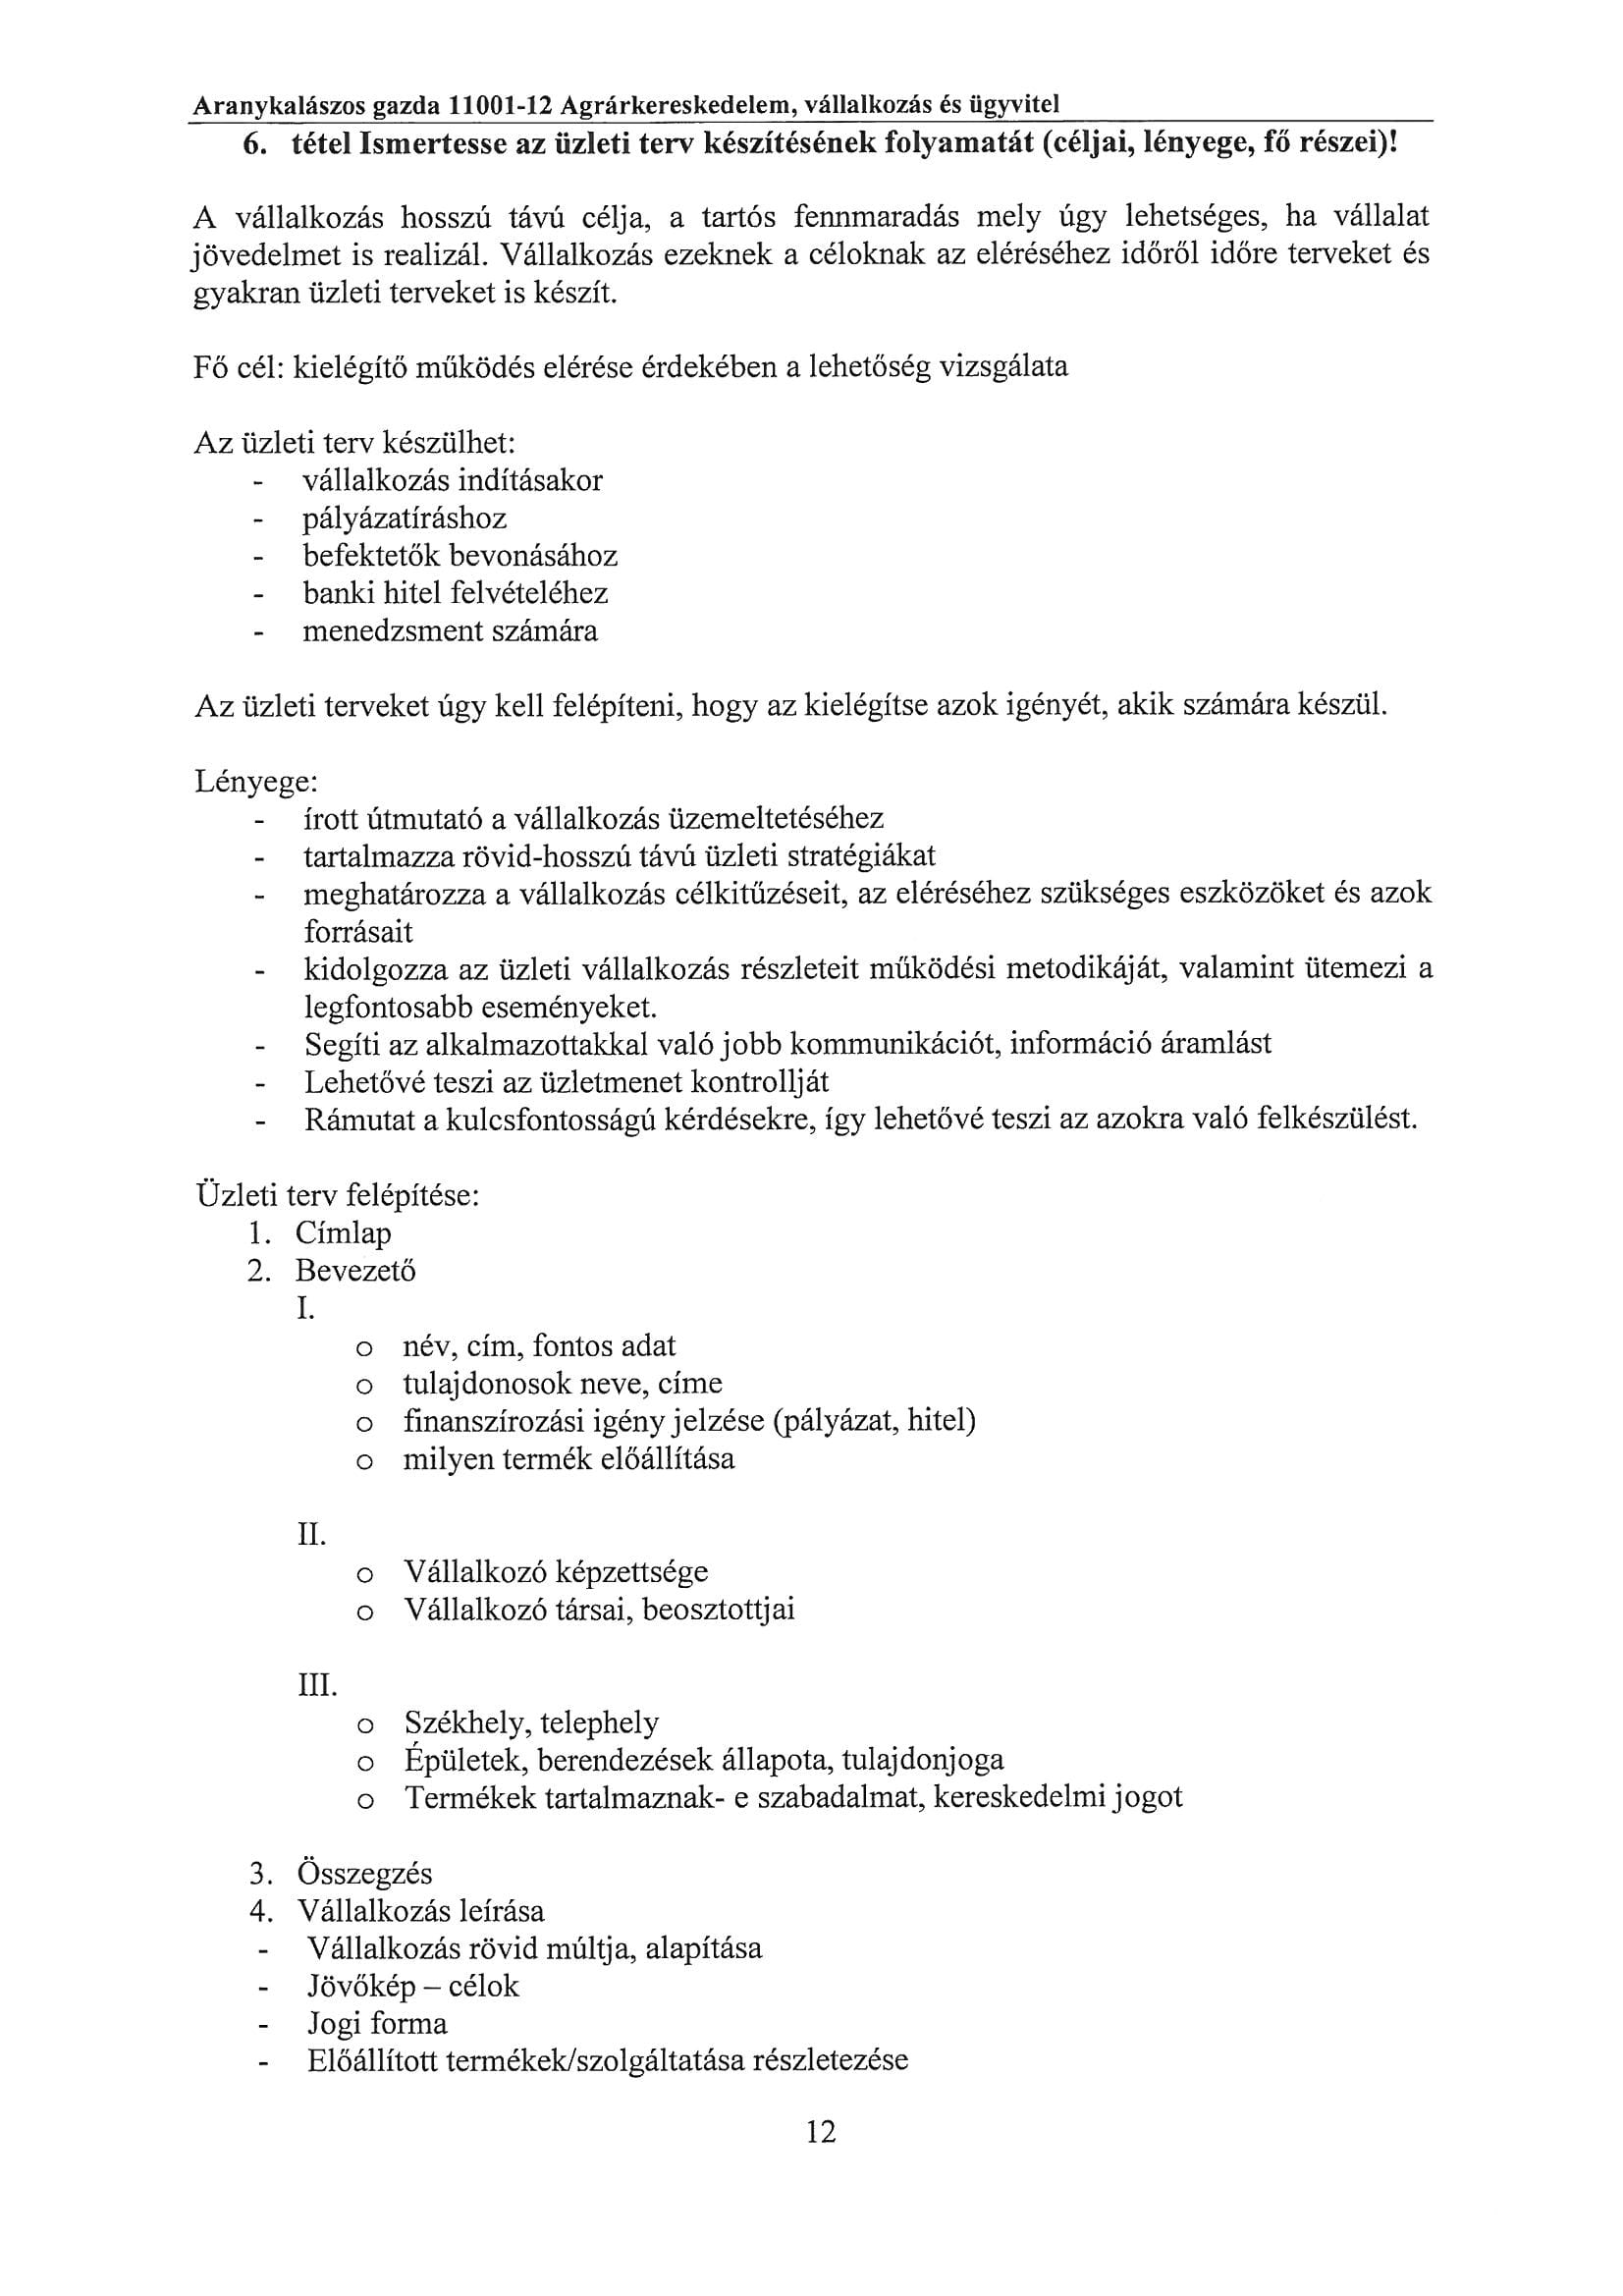 Aranykalászos gazda 11001-12 Agrárkereskedelem, vállalkozás és ügyvitel
6. tétel Ismertesse az üzleti terv készítésének folyamatát (céljai, lényege, fő részei)!
A vállalkozás hosszú távú célja, a tartós fennmaradás mely úgy lehetséges, ha vállalat
jövedelmet is realizál. Vállalkozás ezeknek a céloknak az eléréséhez időről időre terveket és
gyakran üzleti terveket is készít.
Fő cél: kielégítő működés elérése érdekében a lehetőség vizsgálata
Az üzleti terv készülhet:
- vállalkozás indításakor
- pályázatíráshoz
- befektetők bevonásához
- banki hitel felvételéhez
- menedzsment számára
Az üzleti terveket úgy kell felépíteni, hogy az kielégítse azok igényét, akik számára készül.
Lényege:
- írott útmutató a vállalkozás üzemeltetéséhez
- tartalmazza rövid-hosszú távú üzleti stratégiákat
- meghatározza a vállalkozás célkitűzéseit, az eléréséhez szükséges eszközöket és azok
forrásait
- kidolgozza az üzleti vállalkozás részleteit működési metodikáját, valamint ütemezi a
legfontosabb eseményeket.
- Segíti az alkalmazottakkal való jobb kommunikációt, információ áramlást
- Lehetővé teszi az üzletmenet kontrollját
- Rámutat a kulcsfontosságú kérdésekre, így lehetővé teszi az azokra való felkészülést.
Üzleti terv felépítése:
1. Címlap
2. Bevezető
I.
o név, cím, fontos adat
o tulajdonosok neve, címe
o finanszírozási igény jelzése (pályázat, hitel)
o milyen termék előállítása
II.
o Vállalkozó képzettsége
o Vállalkozó társai, beosztottjai
III.
o Székhely, telephely
o Épületek, berendezések állapota, tulajdonjoga
o Termékek tartalmaznak- e szabadalmat, kereskedelmi jogot
3. Összegzés
4. Vállalkozás leírása
- Vállalkozás rövid múltja, alapítása
- Jövőkép – célok
- Jogi forma
- Előállított termékek/szolgáltatása részletezése
12